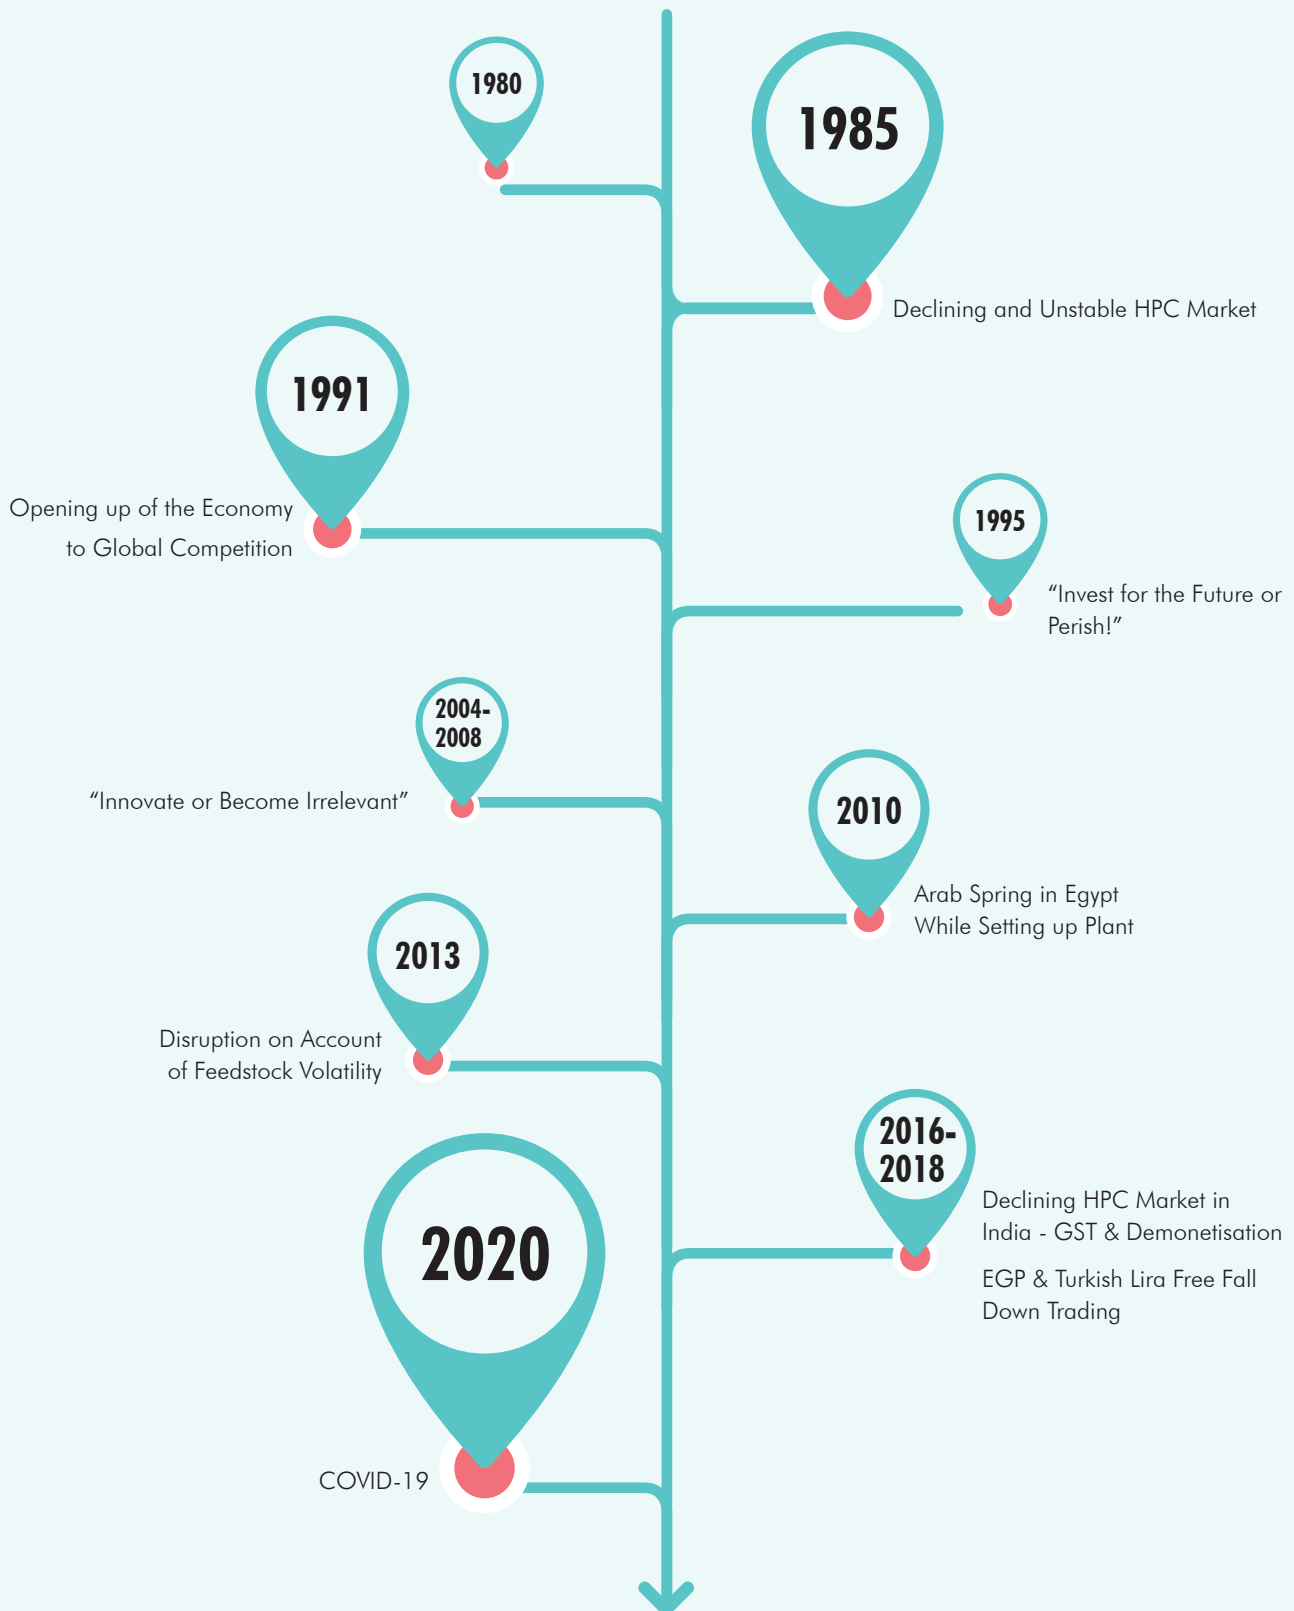 1980
1985
Declining and Unstable HPC Market
1991
Opening up of the Economy
to Global Competition
1995
“Invest for the Future or
Perish!”
2004-
2008
“Innovate or Become Irrelevant”
2010
Arab Spring in Egypt
While Setting up Plant
2013
Disruption on Account
of Feedstock Volatility
2016-
2018
Declining HPC Market in
India - GST & Demonetisation
EGP & Turkish Lira Free Fall
Down Trading
2020
COVID-19